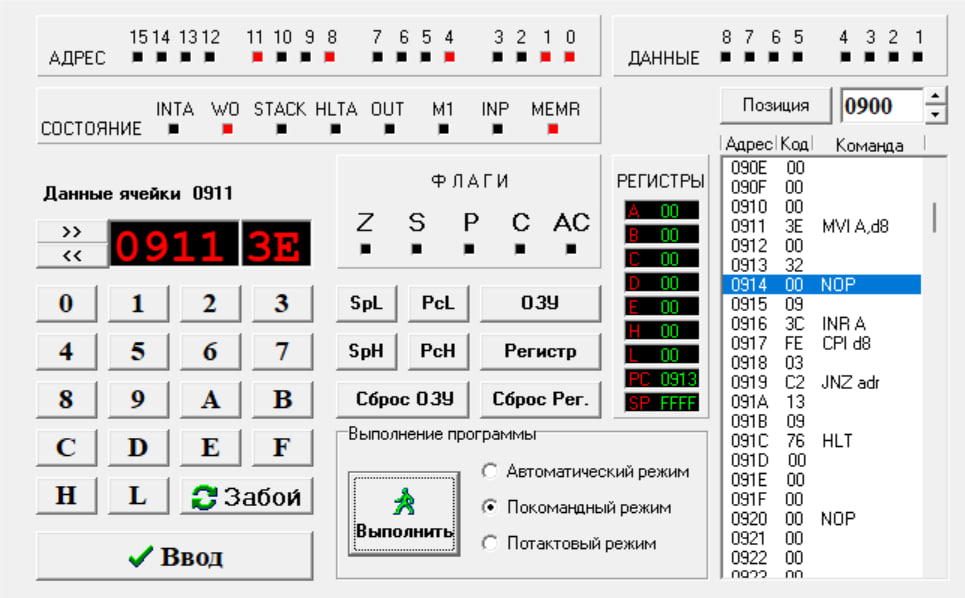 АДРЕС 15 14 13 12 11 10 9 8 7 6 5 4 3 2 1 0
ДАННЫЕ 8 7 6 5 4 3 2 1
СОСТОЯНИЕ INTA WO STACK HLTA OUT M1 INP MEMR
Позиция 0900
Данные ячейки 0911
>>
<<
0911 3E
0 1 2 3
4 5 6 7
8 9 A B
C D E F
H L Забой
Ввод
ФЛАГИ
Z S P C AC
SpL PcL ОЗУ
SpH PcH Регистр
Сброс ОЗУ Сброс Рег.
РЕГИСТРЫ
A 00
B 00
C 00
D 00
E 00
H 00
L 00
PC 0913
SP FFFF
Выполнение программы
Выполнить
Автоматический режим
Покомандный режим
Потактовый режим
Адрес Код Команда
090E 00
090F 00
0910 00
0911 3E MVI A,d8
0912 00
0913 32
0914 00 NOP
0915 09
0916 3C INR A
0917 FE CPI d8
0918 03
0919 C2 JNZ adr
091A 13
091B 09
091C 76 HLT
091D 00
091E 00
091F 00
0920 00 NOP
0921 00
0922 00
0923 00